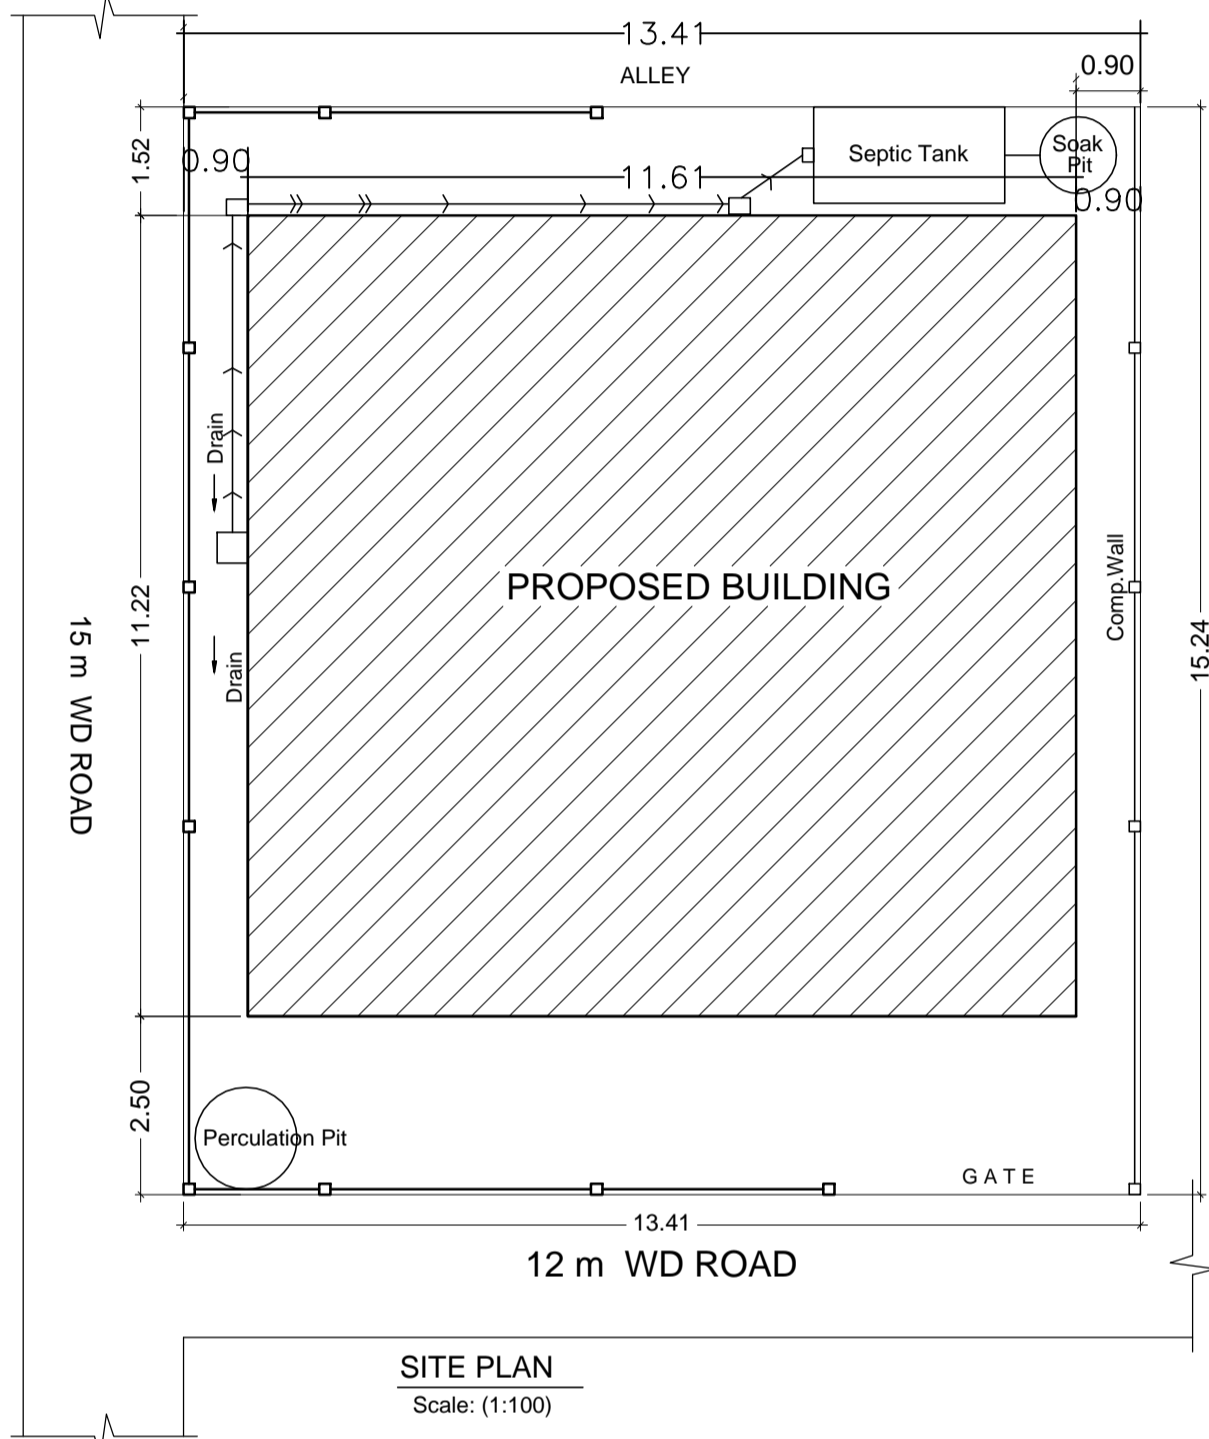 13.41
ALLEY
0.90
1.52
0.90
11.61
Septic Tank
Soak
Pit
0.90
Drain
PROPOSED BUILDING
Comp.Wall
11.22
15 m WD ROAD
15.24
Drain
2.50
Perculation Pit
GATE
13.41
12 m WD ROAD
SITE PLAN
Scale: (1:100)